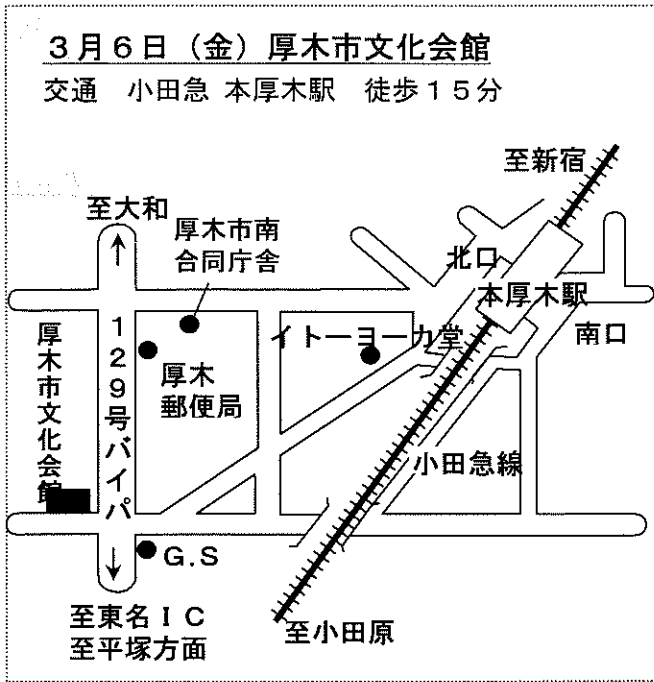 3月6日（金）厚木市文化会館
交通　小田急 本厚木駅　徒歩15分
至新宿
至大和
厚木市南
合同庁舎
北口
本厚木駅
南口
イトーヨーカ堂
厚木市文化会館
129号バイパ
厚木
郵便局
小田急線
G.S
至東名IC
至平塚方面
至小田原